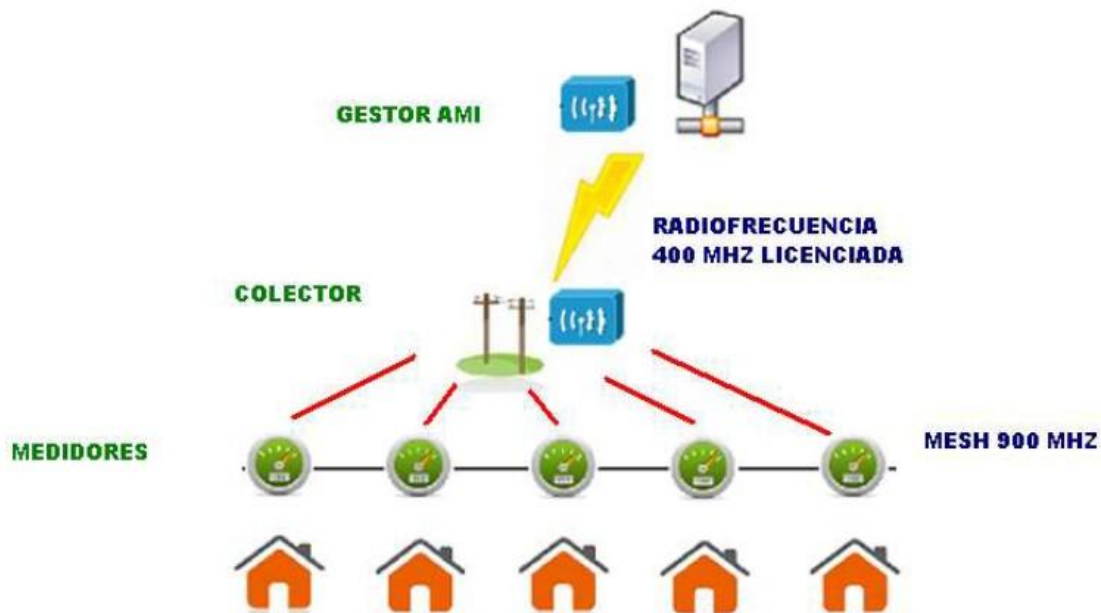 GESTOR AMI
RADIOFRECUENCIA
400 MHZ LICENCIADA
COLECTOR
MEDIDORES
MESH 900 MHZ